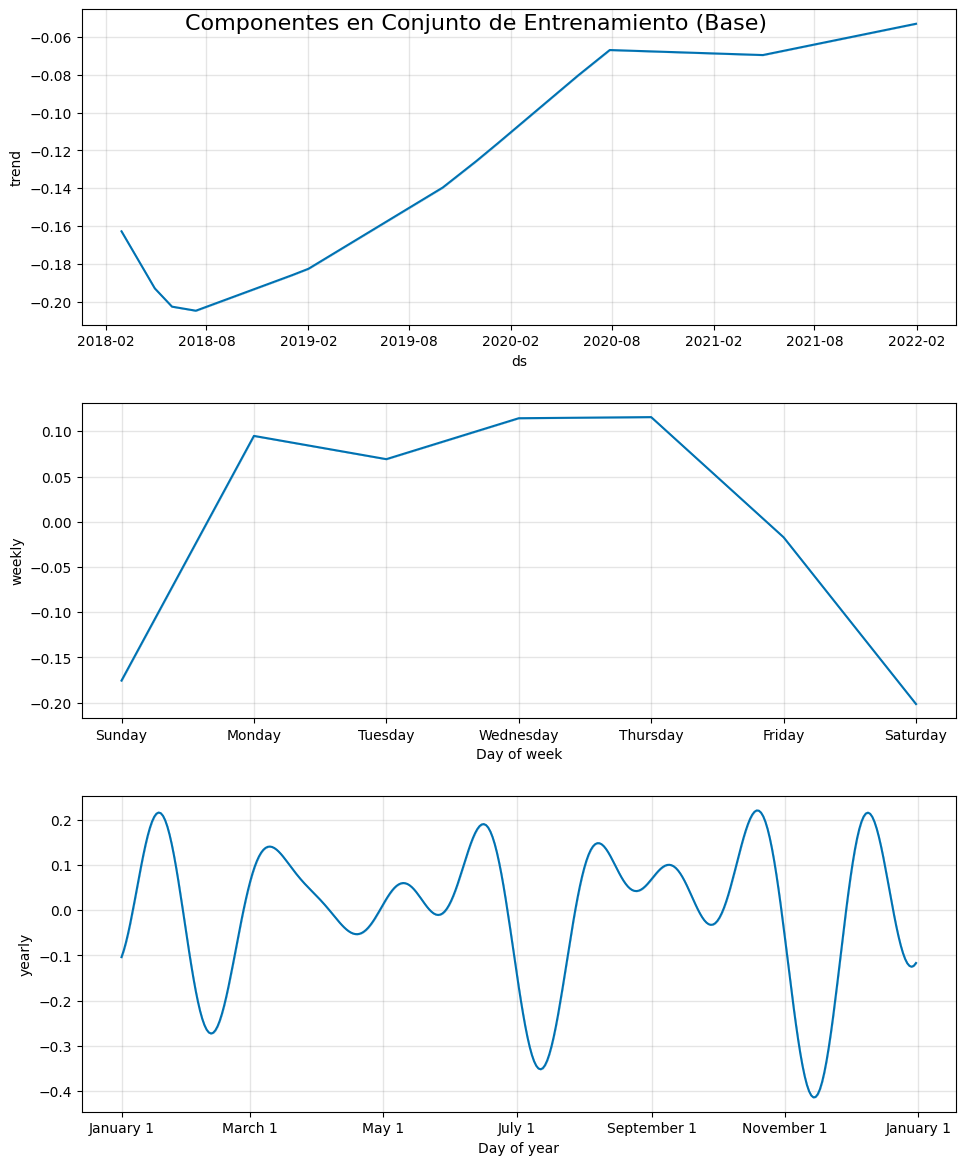 Componentes en Conjunto de Entrenamiento (Base)
−0.06
−0.08
−0.10
−0.12
−0.14
−0.16
−0.18
−0.20
trend
2018-02 2018-08 2019-02 2019-08 2020-02 2020-08 2021-02 2021-08 2022-02
ds
0.10
0.05
0.00
−0.05
−0.10
−0.15
−0.20
weekly
Sunday Monday Tuesday Wednesday Thursday Friday Saturday
Day of week
0.2
0.1
0.0
−0.1
−0.2
−0.3
−0.4
yearly
January 1 March 1 May 1 July 1 September 1 November 1 January 1
Day of year